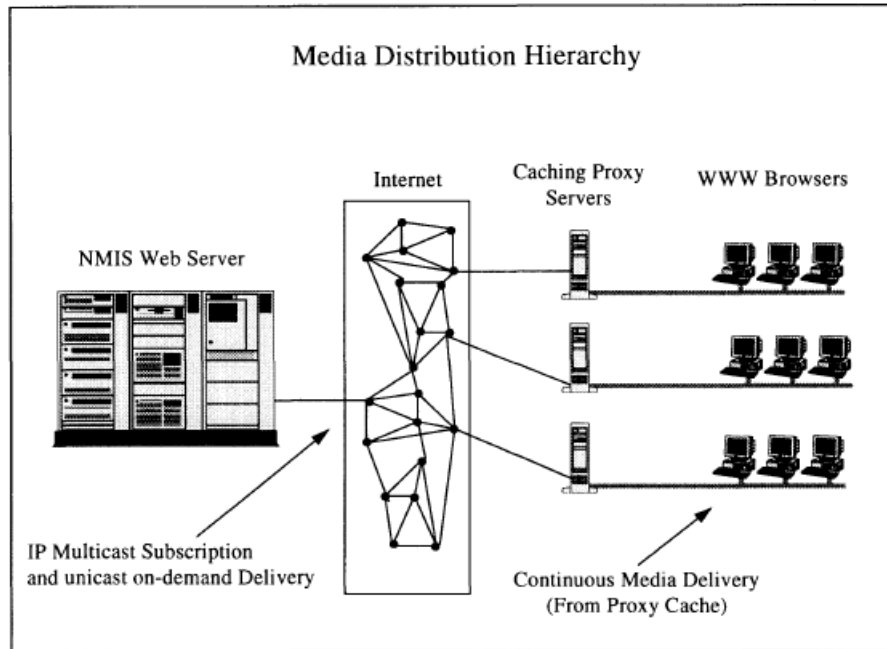 Media Distribution Hierarchy
Internet
Caching Proxy
Servers
WWW Browsers
NMIS Web Server
IP Multicast Subscription
and unicast on-demand Delivery
Continuous Media Delivery
(From Proxy Cache)